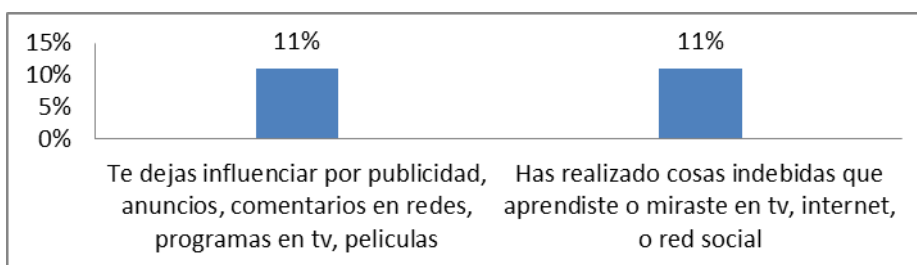 15%
10%
5%
0%
11%
11%
Te dejas influenciar por publicidad,
anuncios, comentarios en redes,
programas en tv, peliculas
Has realizado cosas indebidas que
aprendiste o miraste en tv, internet,
o red social